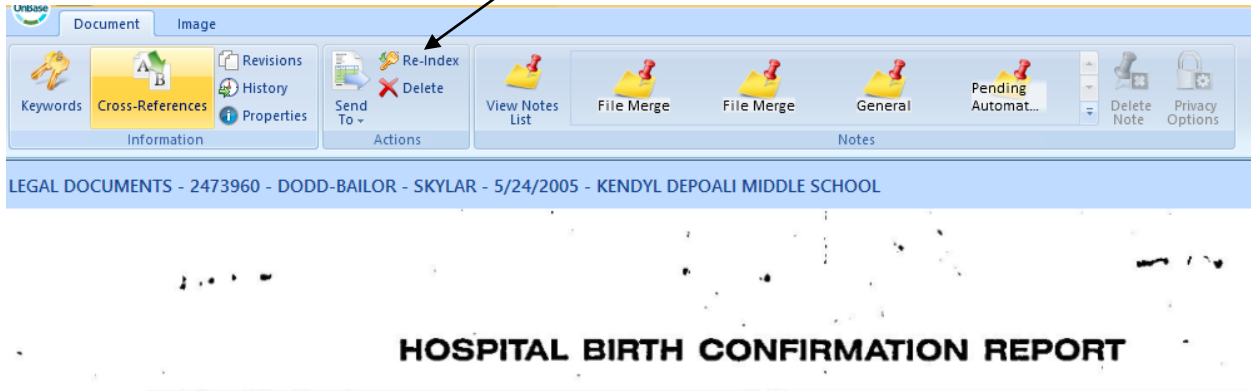 OnBase
Document Image
Keywords
Cross-References
Revisions
History
Properties
Information
Send To
Re-Index
Delete
Actions
View Notes List
File Merge
File Merge
General
Pending Automat...
Delete Note
Privacy Options
Notes
LEGAL DOCUMENTS - 2473960 - DODD-BAILOR - SKYLAR - 5/24/2005 - KENDYL DEPOALI MIDDLE SCHOOL
HOSPITAL BIRTH CONFIRMATION REPORT